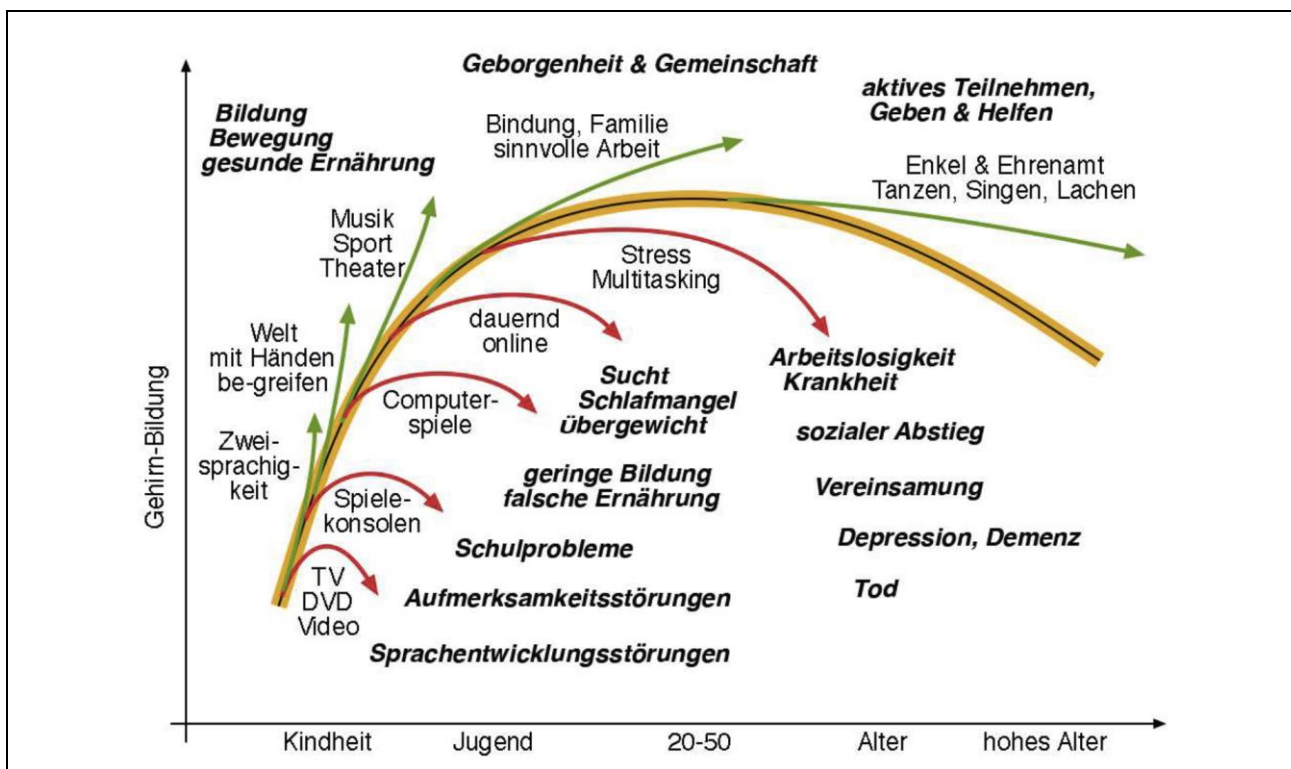 Geborgenheit & Gemeinschaft
aktives Teilnehmen,
Geben & Helfen
Bildung
Bewegung
gesunde Ernährung
Bindung, Familie
sinnvolle Arbeit
Enkel & Ehrenamt
Tanzen, Singen, Lachen
Musik
Sport
Theater
Stress
Multitasking
Welt
mit Händen
be-greifen
dauernd
online
Arbeitslosigkeit
Krankheit
Sucht
Schlafmangel
Übergewicht
Computer-
spiele
sozialer Abstieg
Zwei-
sprachig-
keit
geringe Bildung
falsche Ernährung
Vereinsamung
Spiele-
konsolen
Schulprobleme
Depression, Demenz
TV
DVD
Video
Aufmerksamkeitsstörungen
Tod
Sprachentwicklungsstörungen
Gehirn-Bildung
Kindheit
Jugend
20-50
Alter
hohes Alter